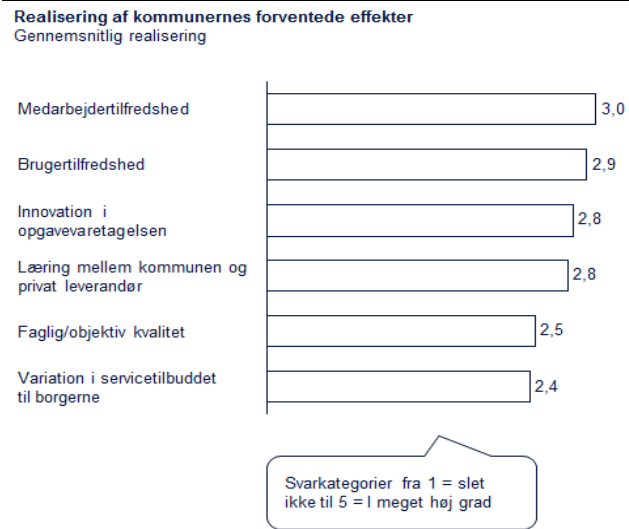 Realisering af kommunernes forventede effekter
Gennemsnitlig realisering
Medarbejdertilfredshed
3,0
Brugertilfredshed
2,9
Innovation i
opgavevaretagelsen
2,8
Læring mellem kommunen og
privat leverandør
2,8
Faglig/objektiv kvalitet
2,5
Variation i servicetilbuddet
til borgerne
2,4
Svarkategorier fra 1 = slet
ikke til 5 = I meget høj grad